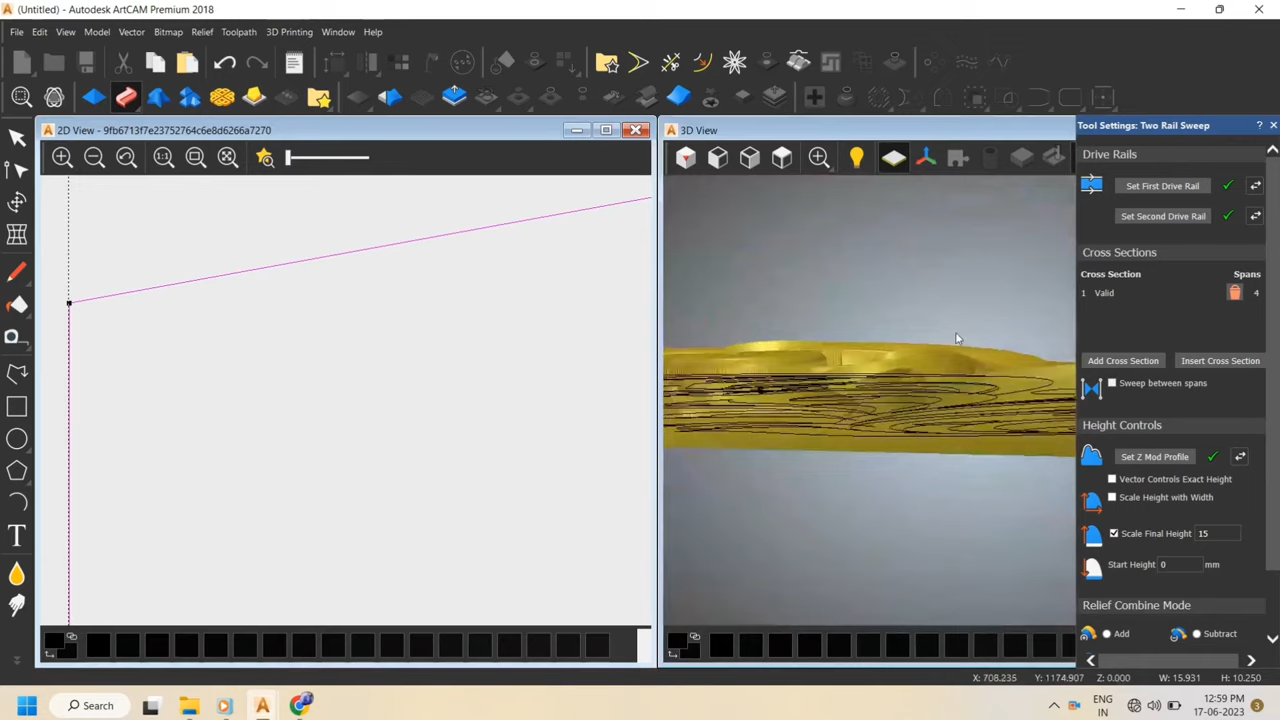 (Untitled) - Autodesk ArtCAM Premium 2018
File Edit View Model Vector Bitmap Relief Toolpath 3D Printing Window Help
2D View - 9fb6713f7e23752764c6e8d6266a7270
3D View
Tool Settings: Two Rail Sweep ?
1:1
Drive Rails
Set First Drive Rail
Set Second Drive Rail
Cross Sections
Cross Section Spans
1 Valid 4
Add Cross Section Insert Cross Section
Sweep between spans
Height Controls
Set Z Mod Profile
Vector Controls Exact Height
Scale Height with Width
Scale Final Height 15
Start Height 0 mm
Relief Combine Mode
Add Subtract
X: 708.235 Y: 1174.907 Z: 0.000 W: 15.931 H: 10.250
Search
ENG
IN
12:59 PM
17-06-2023
3